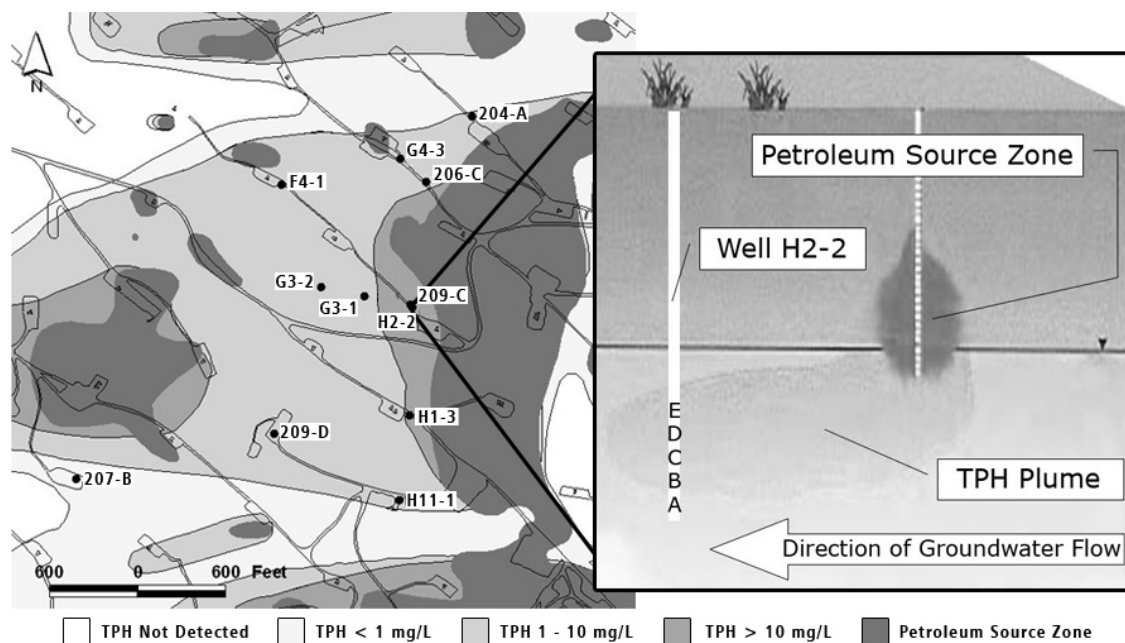 N
204-A
G4-3
206-C
F4-1
G3-2
G3-1
209-C
H2-2
H1-3
209-D
207-B
H11-1
600 0 600 Feet
Petroleum Source Zone
Well H2-2
E
D
C
B
A
TPH Plume
Direction of Groundwater Flow
TPH Not Detected
TPH < 1 mg/L
TPH 1 - 10 mg/L
TPH > 10 mg/L
Petroleum Source Zone